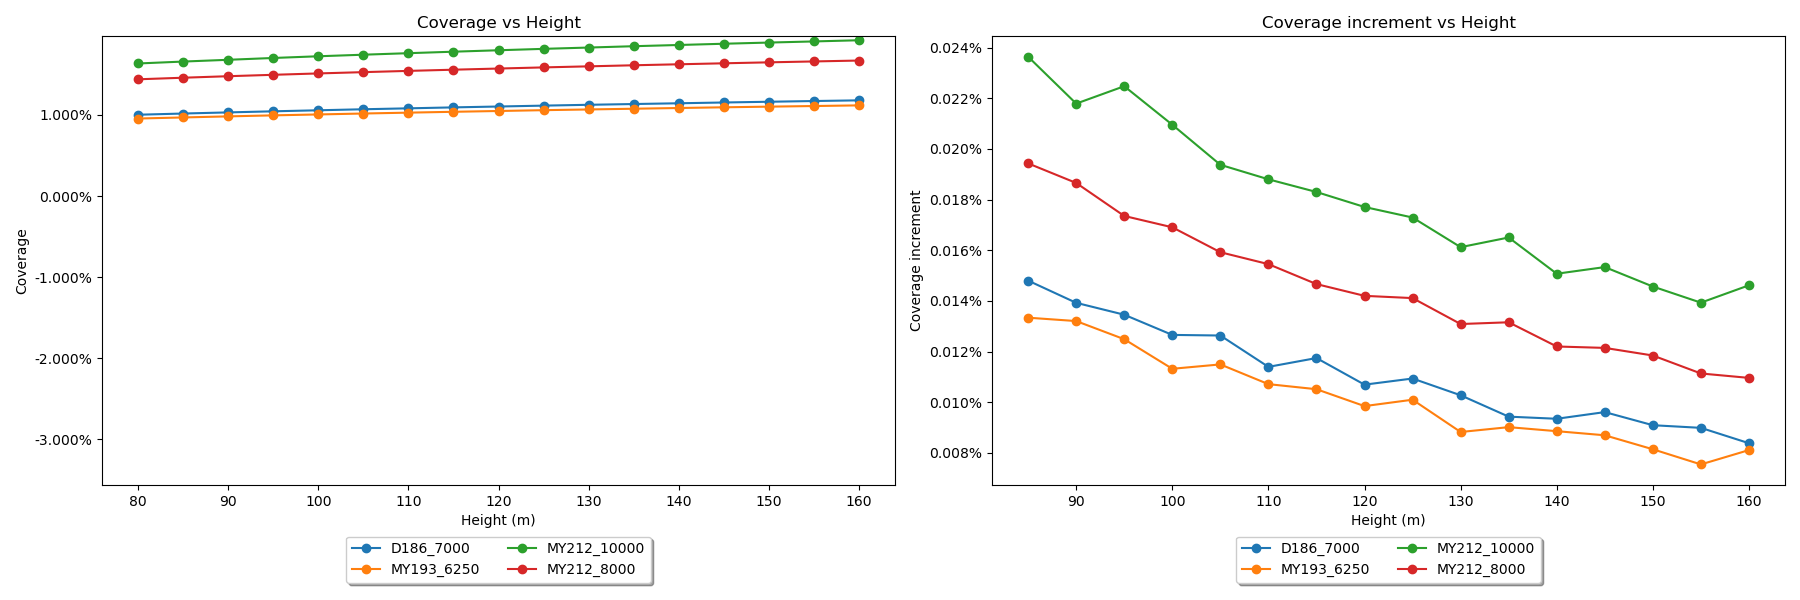 Coverage vs Height
Coverage
1.000%
0.000%
-1.000%
-2.000%
-3.000%
80 90 100 110 120 130 140 150 160
Height (m)
D186_7000 MY212_10000
MY193_6250 MY212_8000
Coverage increment vs Height
Coverage increment
0.024%
0.022%
0.020%
0.018%
0.016%
0.014%
0.012%
0.010%
0.008%
90 100 110 120 130 140 150 160
Height (m)
D186_7000 MY212_10000
MY193_6250 MY212_8000